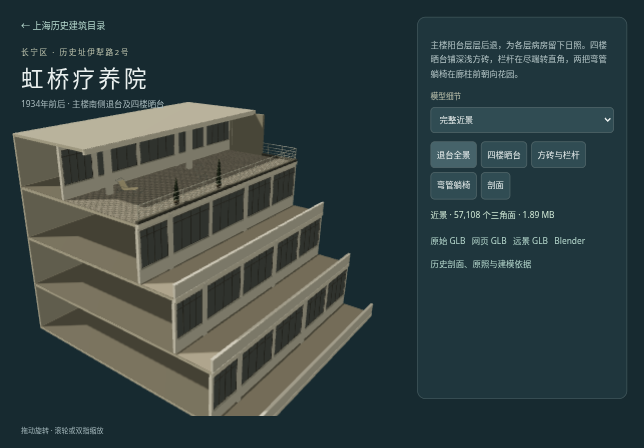 ← 上海历史建筑目录
长宁区 · 历史址伊犁路2号
虹桥疗养院
1934年前后 · 主楼南侧退台及四楼晒台
主楼阳台层层后退，为各层病房留下日照。四楼
晒台铺深浅方砖，栏杆在尽端转直角，两把弯管
躺椅在廊柱前朝向花园。
模型细节
完整近景
退台全景
四楼晒台
方砖与栏杆
弯管躺椅
剖面
近景 · 57,108 个三角面 · 1.89 MB
原始 GLB 网页 GLB 远景 GLB Blender
历史剖面、原照与建模依据
拖动旋转 · 滚轮或双指缩放